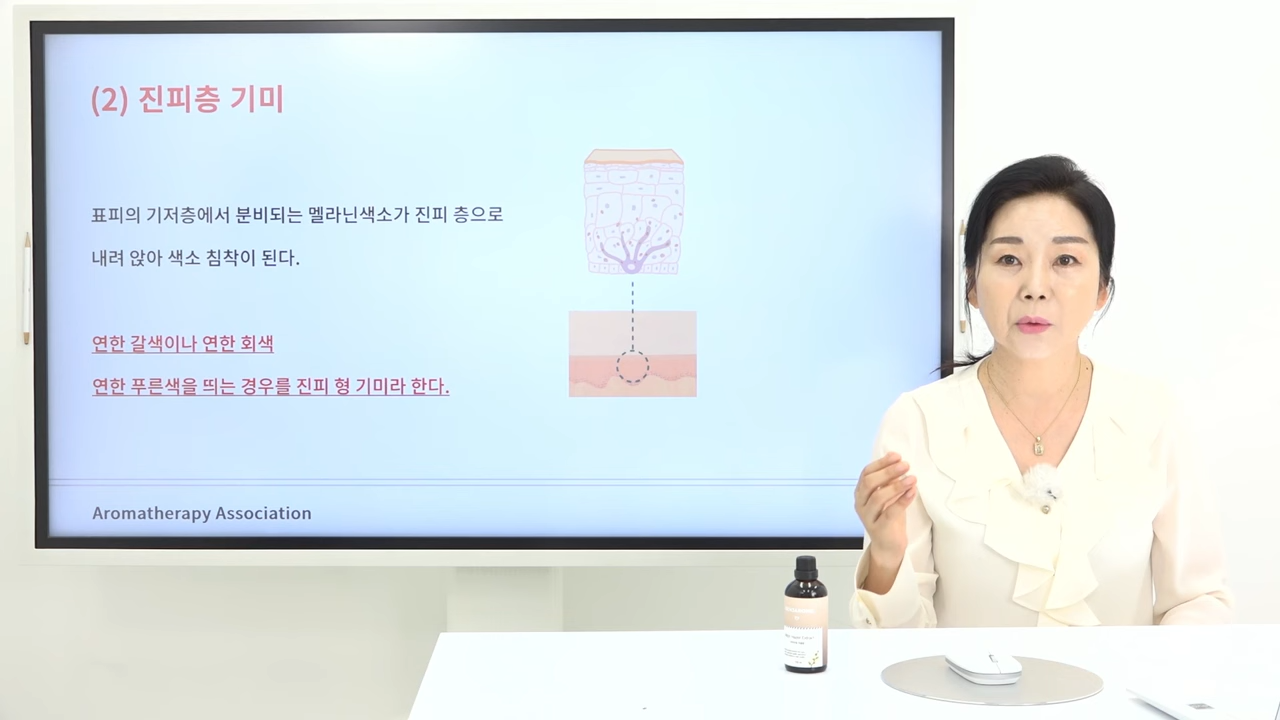 (2) 진피층 기미
표피의 기저층에서 분비되는 멜라닌색소가 진피 층으로
내려 앉아 색소 침착이 된다.
연한 갈색이나 연한 회색
연한 푸른색을 띄는 경우를 진피 형 기미라 한다.
Aromatherapy Association